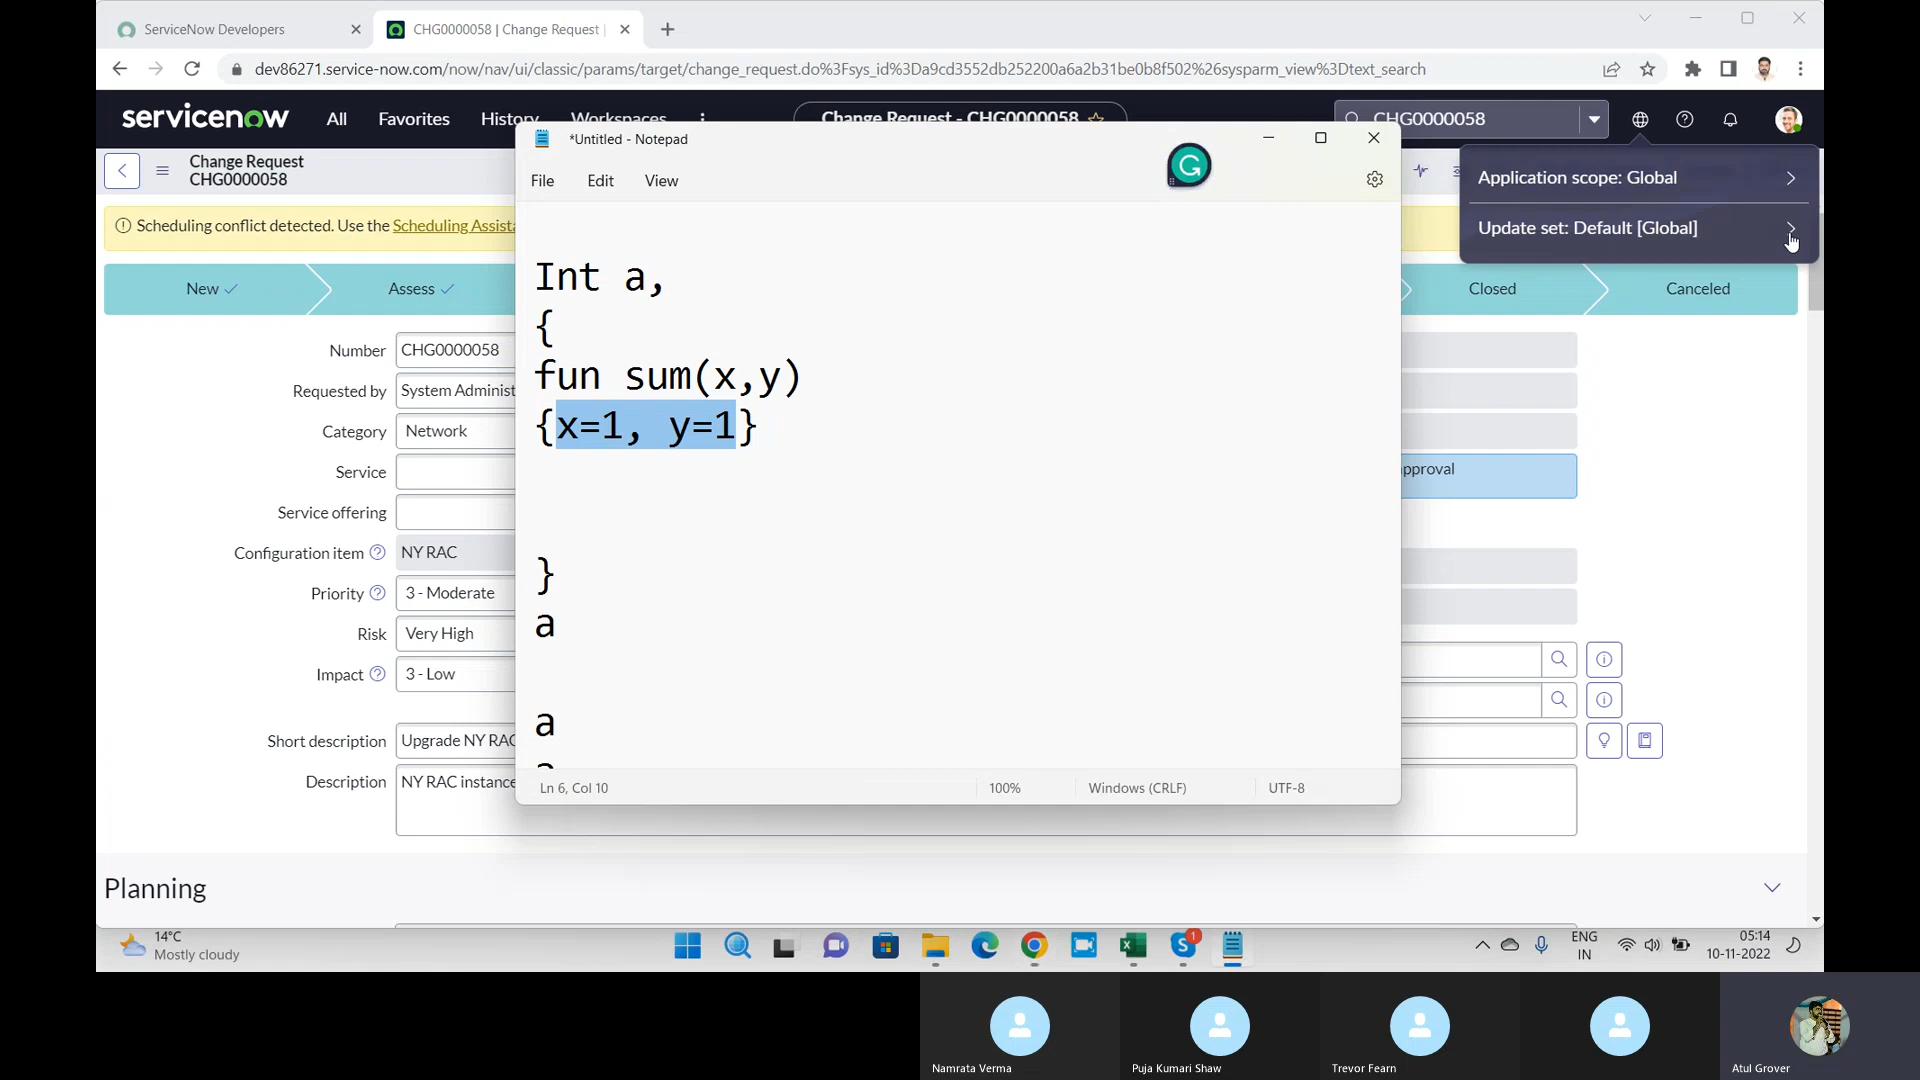 ServiceNow Developers
CHG0000058 | Change Request |
dev86271.service-now.com/now/nav/ui/classic/params/target/change_request.do%3Fsys_id%3Da9cd3552db252200a6a2b31be0b8f502%26sysparm_view%3Dtext_search
servicenow All Favorites History Workspaces Change Request - CHG0000058 CHG0000058
Change Request
CHG0000058
*Untitled - Notepad
File Edit View
Application scope: Global
Update set: Default [Global]
Scheduling conflict detected. Use the Scheduling Assista
New Assess Closed Canceled
Int a,
{
fun sum(x,y)
{x=1, y=1}
}
a
a
Number CHG0000058
Requested by System Administ
Category Network
Service
Service offering
Configuration item NY RAC
Priority 3 - Moderate
Risk Very High
Impact 3 - Low
Short description Upgrade NY RAC
Description NY RAC instance
pproval
Ln 6, Col 10 100% Windows (CRLF) UTF-8
Planning
14°C
Mostly cloudy
1
ENG
IN
05:14
10-11-2022
Namrata Verma Puja Kumari Shaw Trevor Fearn Atul Grover